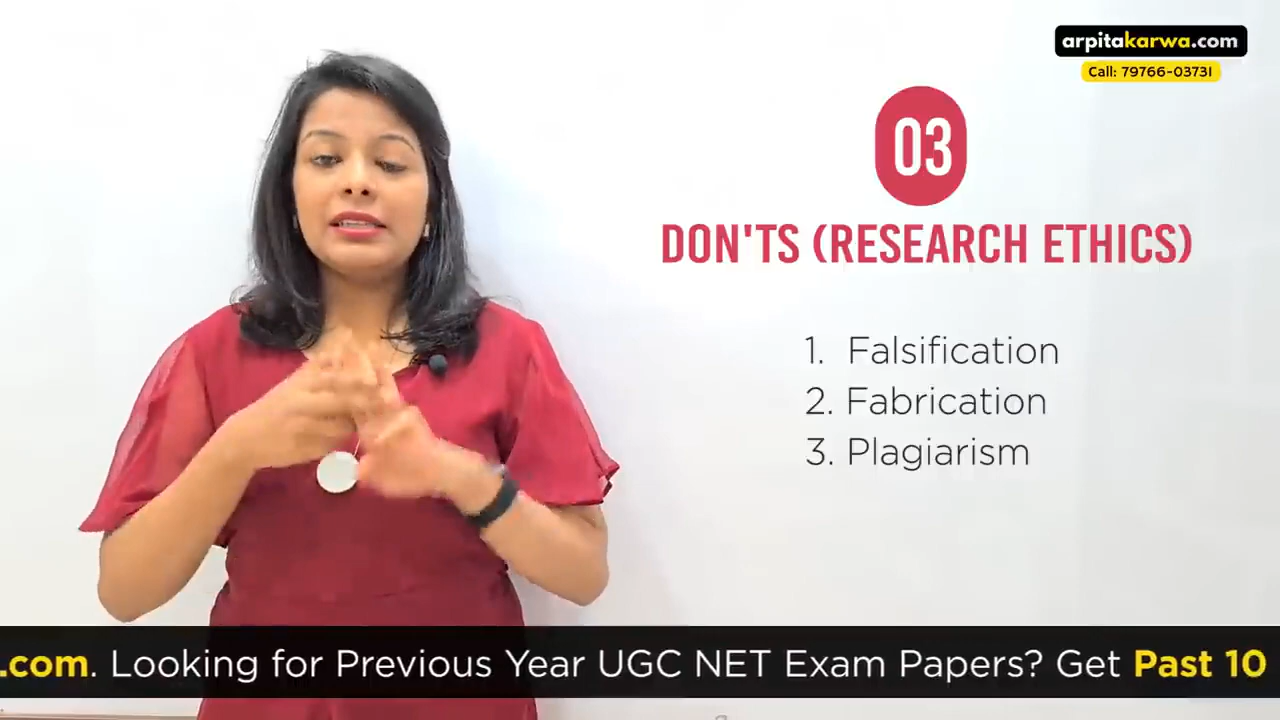 arpitakarwa.com
Call: 79766-03731
03
DON'TS (RESEARCH ETHICS)
1. Falsification
2. Fabrication
3. Plagiarism
.com. Looking for Previous Year UGC NET Exam Papers? Get Past 10